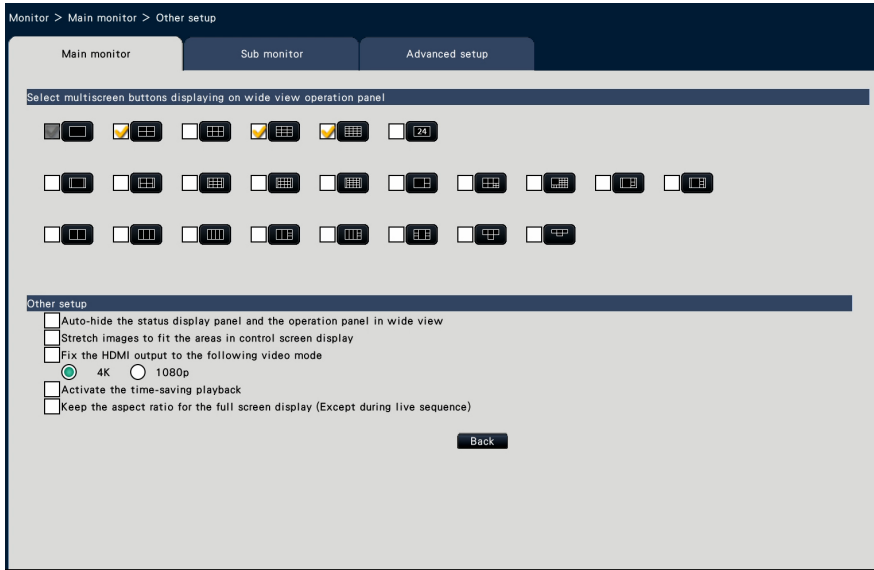 Monitor > Main monitor > Other setup
Main monitor Sub monitor Advanced setup
Select multiscreen buttons displaying on wide view operation panel
24
Other setup
Auto-hide the status display panel and the operation panel in wide view
Stretch images to fit the areas in control screen display
Fix the HDMI output to the following video mode
4K 1080p
Activate the time-saving playback
Keep the aspect ratio for the full screen display (Except during live sequence)
Back